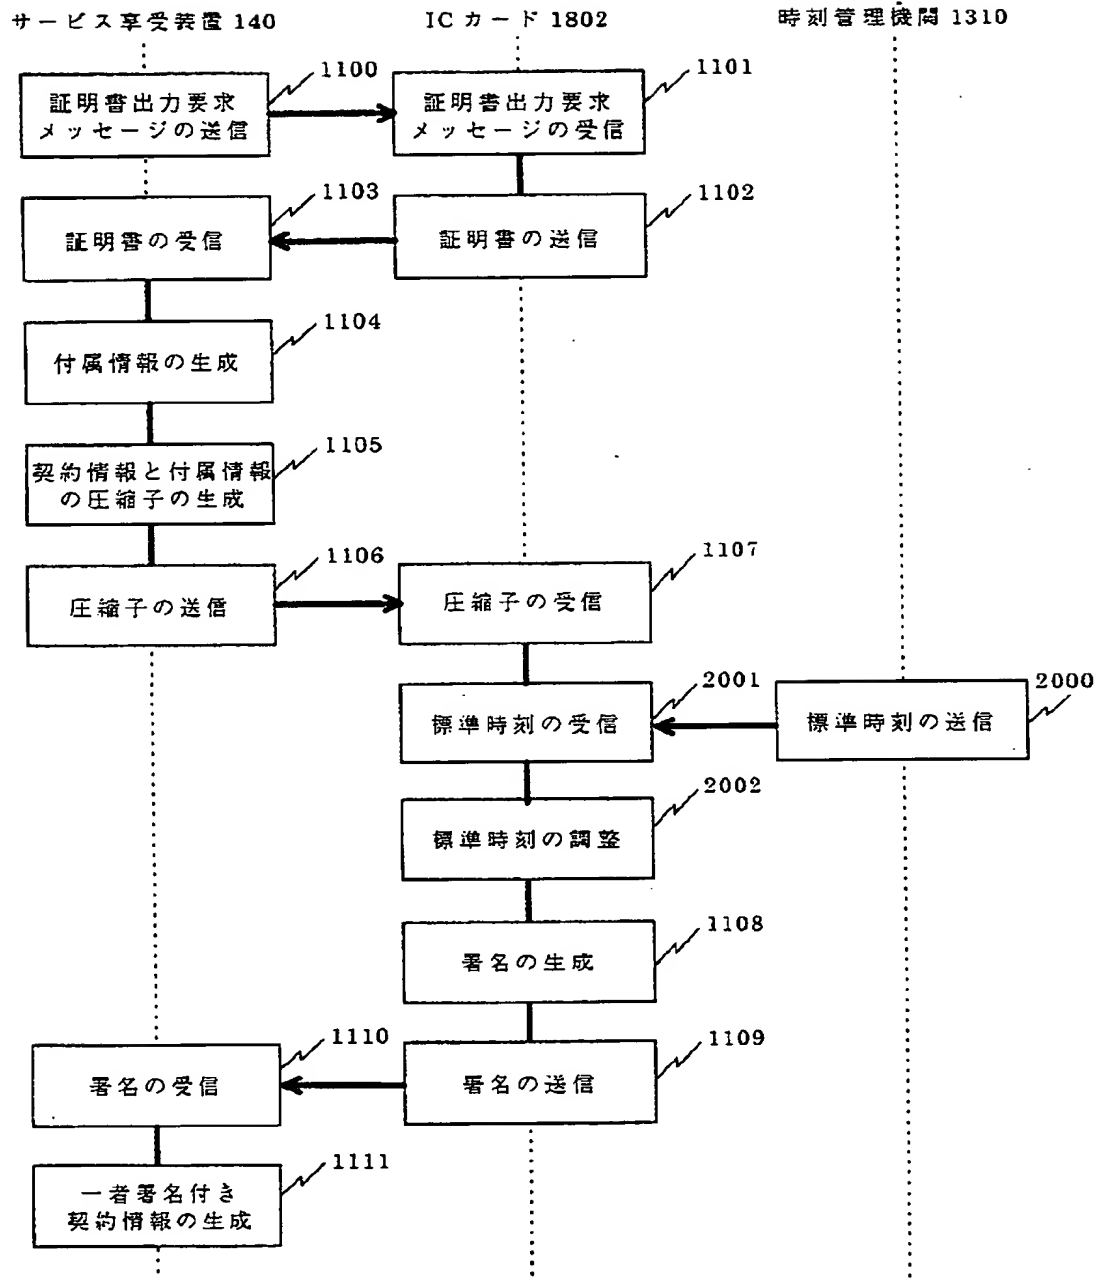 サービス享受装置 140
ICカード 1802
時刻管理機関 1310
1100
証明書出力要求
メッセージの送信
1101
証明書出力要求
メッセージの受信
1103
証明書の受信
1102
証明書の送信
1104
付属情報の生成
1105
契約情報と付属情報
の圧縮子の生成
1106
圧縮子の送信
1107
圧縮子の受信
2001
標準時刻の受信
2000
標準時刻の送信
2002
標準時刻の調整
1108
署名の生成
1110
署名の受信
1109
署名の送信
1111
一者署名付き
契約情報の生成